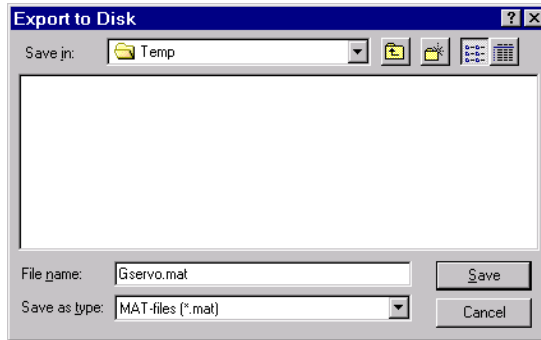 Export to Disk
Save in: Temp
File name: Gservo.mat Save
Save as type: MAT-files (*.mat) Cancel